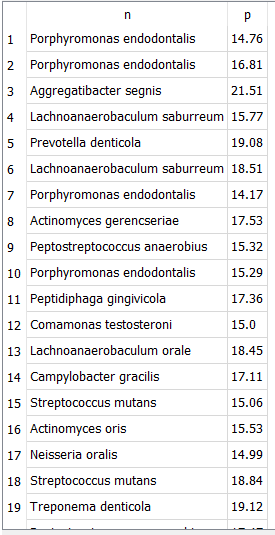 n p
1 Porphyromonas endodontalis 14.76
2 Porphyromonas endodontalis 16.81
3 Aggregatibacter segnis 21.51
4 Lachnoanaerobaculum saburreum 15.77
5 Prevotella denticola 19.08
6 Lachnoanaerobaculum saburreum 18.51
7 Porphyromonas endodontalis 14.17
8 Actinomyces gerencseriae 17.53
9 Peptostreptococcus anaerobius 15.32
10 Porphyromonas endodontalis 15.29
11 Peptidiphaga gingivicola 17.36
12 Comamonas testosteroni 15.0
13 Lachnoanaerobaculum orale 18.45
14 Campylobacter gracilis 17.11
15 Streptococcus mutans 15.06
16 Actinomyces oris 15.53
17 Neisseria oralis 14.99
18 Streptococcus mutans 18.84
19 Treponema denticola 19.12